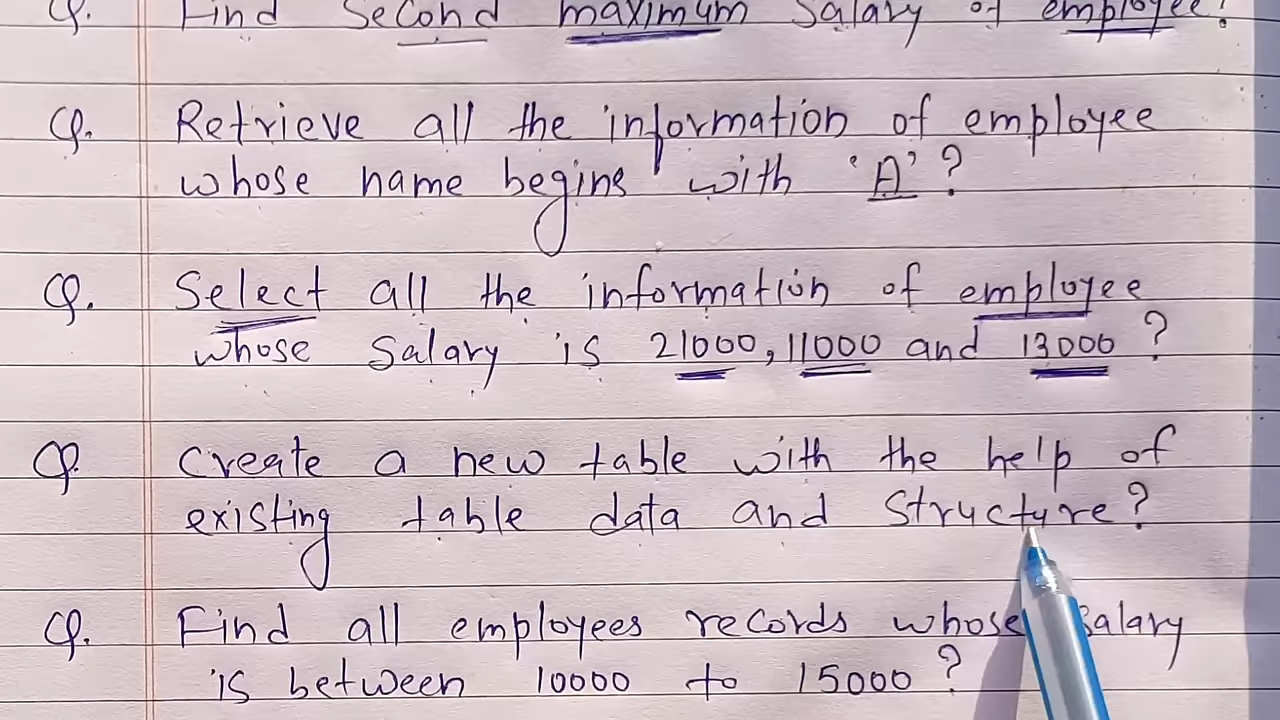 Q. Find Second maximum Salary of employee?
Q. Retrieve all the information of employee
whose name begins with 'A' ?
Q. Select all the information of employee
whose Salary is 21000, 11000 and 13000 ?
Q Create a new table with the help of
existing table data and Structure?
Q. Find all employees records whose Salary
is between 10000 to 15000 ?